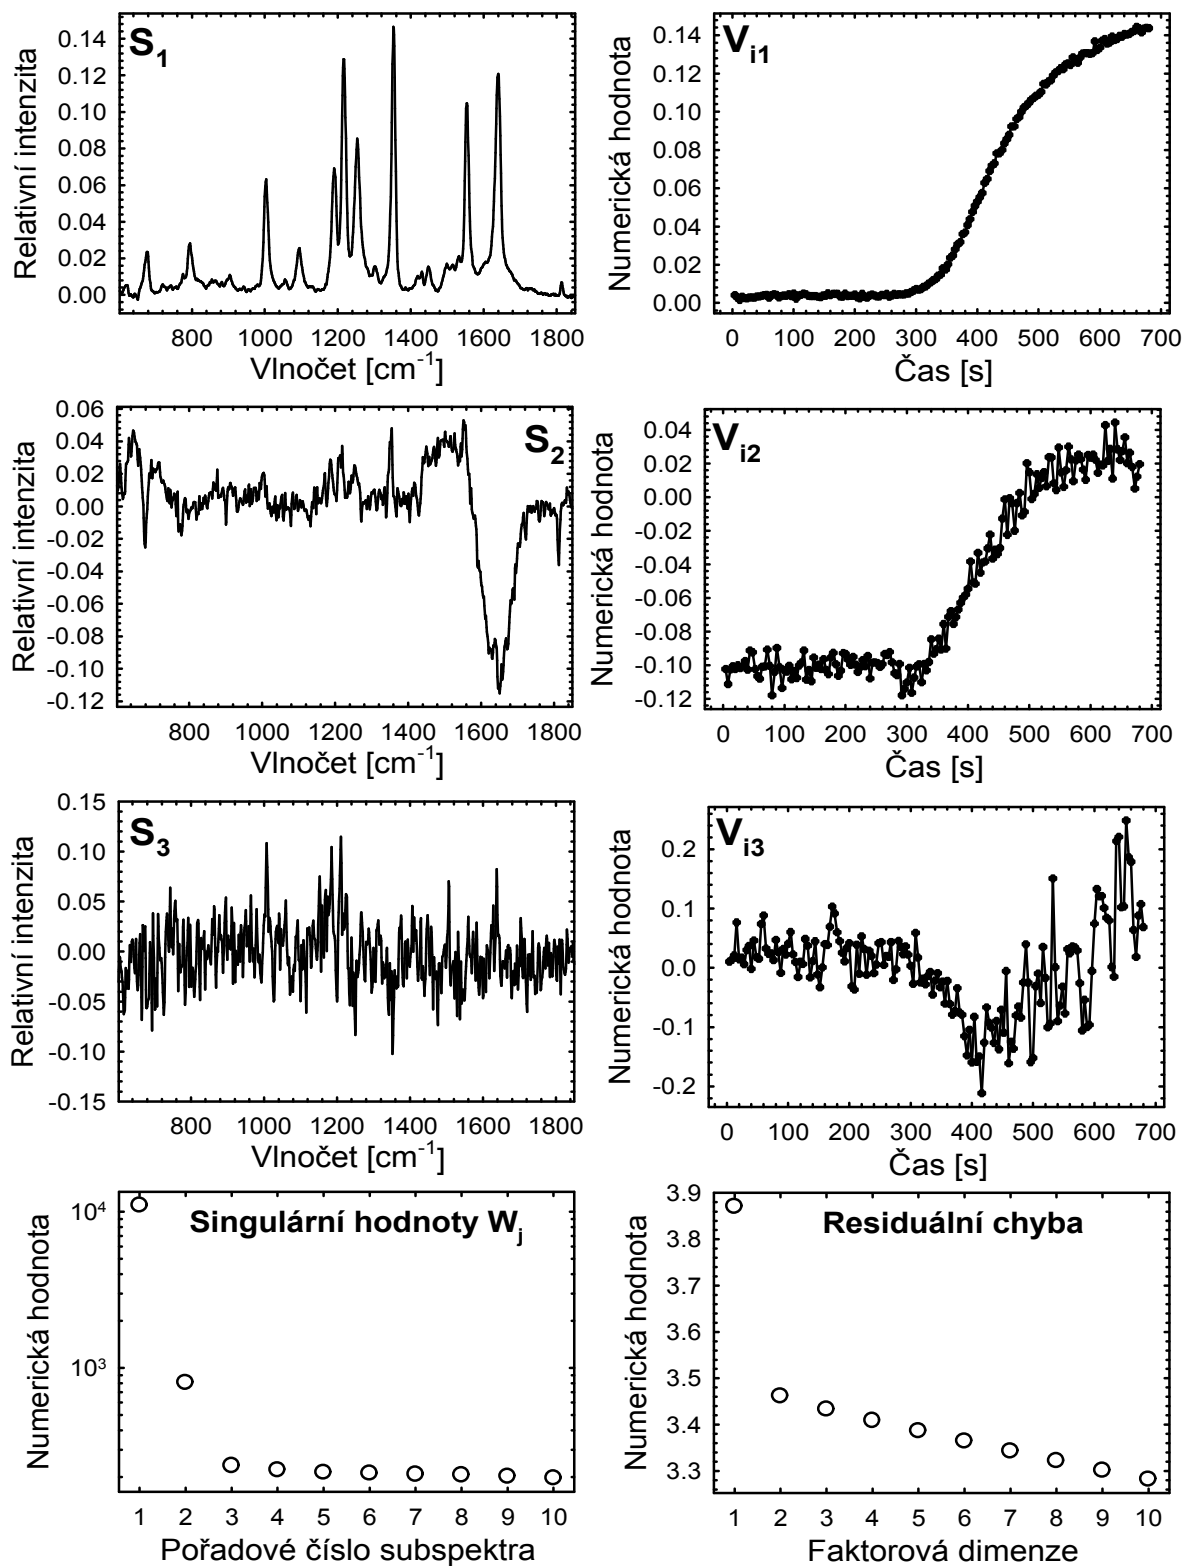 S1
Relativní intenzita
0.14
0.12
0.10
0.08
0.06
0.04
0.02
0.00
800 1000 1200 1400 1600 1800
Vlnočet [cm-1]
Vi1
Numerická hodnota
0.14
0.12
0.10
0.08
0.06
0.04
0.02
0.00
0 100 200 300 400 500 600 700
Čas [s]
S2
Relativní intenzita
0.06
0.04
0.02
0.00
-0.02
-0.04
-0.06
-0.08
-0.10
-0.12
800 1000 1200 1400 1600 1800
Vlnočet [cm-1]
Vi2
Numerická hodnota
0.04
0.02
0.00
-0.02
-0.04
-0.06
-0.08
-0.10
-0.12
0 100 200 300 400 500 600 700
Čas [s]
S3
Relativní intenzita
0.15
0.10
0.05
0.00
-0.05
-0.10
-0.15
800 1000 1200 1400 1600 1800
Vlnočet [cm-1]
Vi3
Numerická hodnota
0.2
0.1
0.0
-0.1
-0.2
0 100 200 300 400 500 600 700
Čas [s]
Singulární hodnoty Wj
Numerická hodnota
104
103
1 2 3 4 5 6 7 8 9 10
Pořadové číslo subspektra
Residuální chyba
Numerická hodnota
3.9
3.8
3.7
3.6
3.5
3.4
3.3
1 2 3 4 5 6 7 8 9 10
Faktorová dimenze